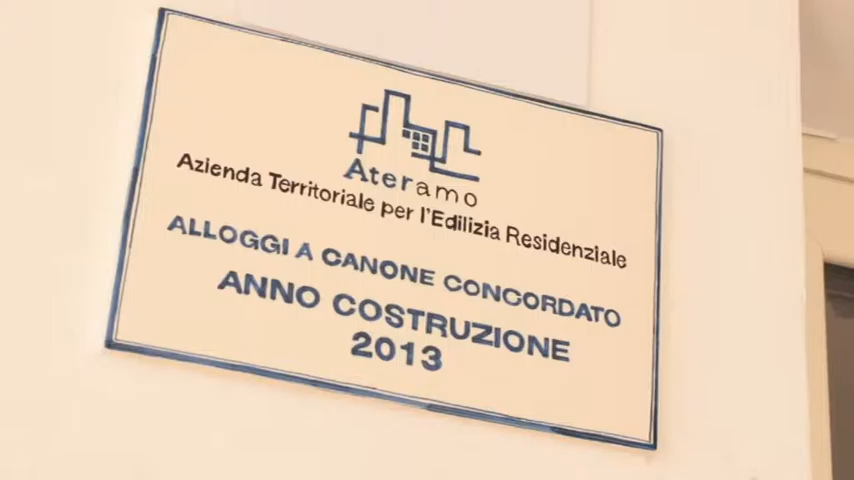 Ateramo
Azienda Territoriale per l'Edilizia Residenziale
ALLOGGI A CANONE CONCORDATO
ANNO COSTRUZIONE
2013